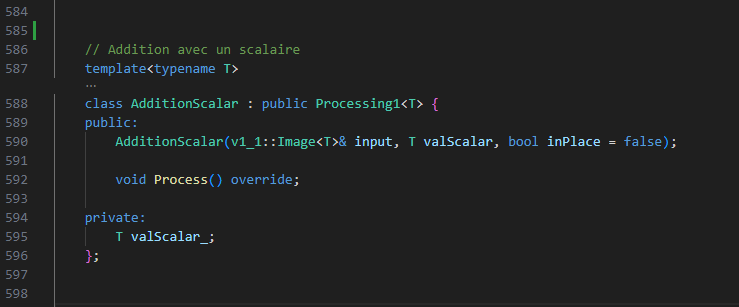 584
585
586 // Addition avec un scalaire
587 template<typename T>
...
588 class AdditionScalar : public Processing1<T> {
589 public:
590 AdditionScalar(v1_1::Image<T>& input, T valScalar, bool inPlace = false);
591
592 void Process() override;
593
594 private:
595 T valScalar_;
596 };
597
598